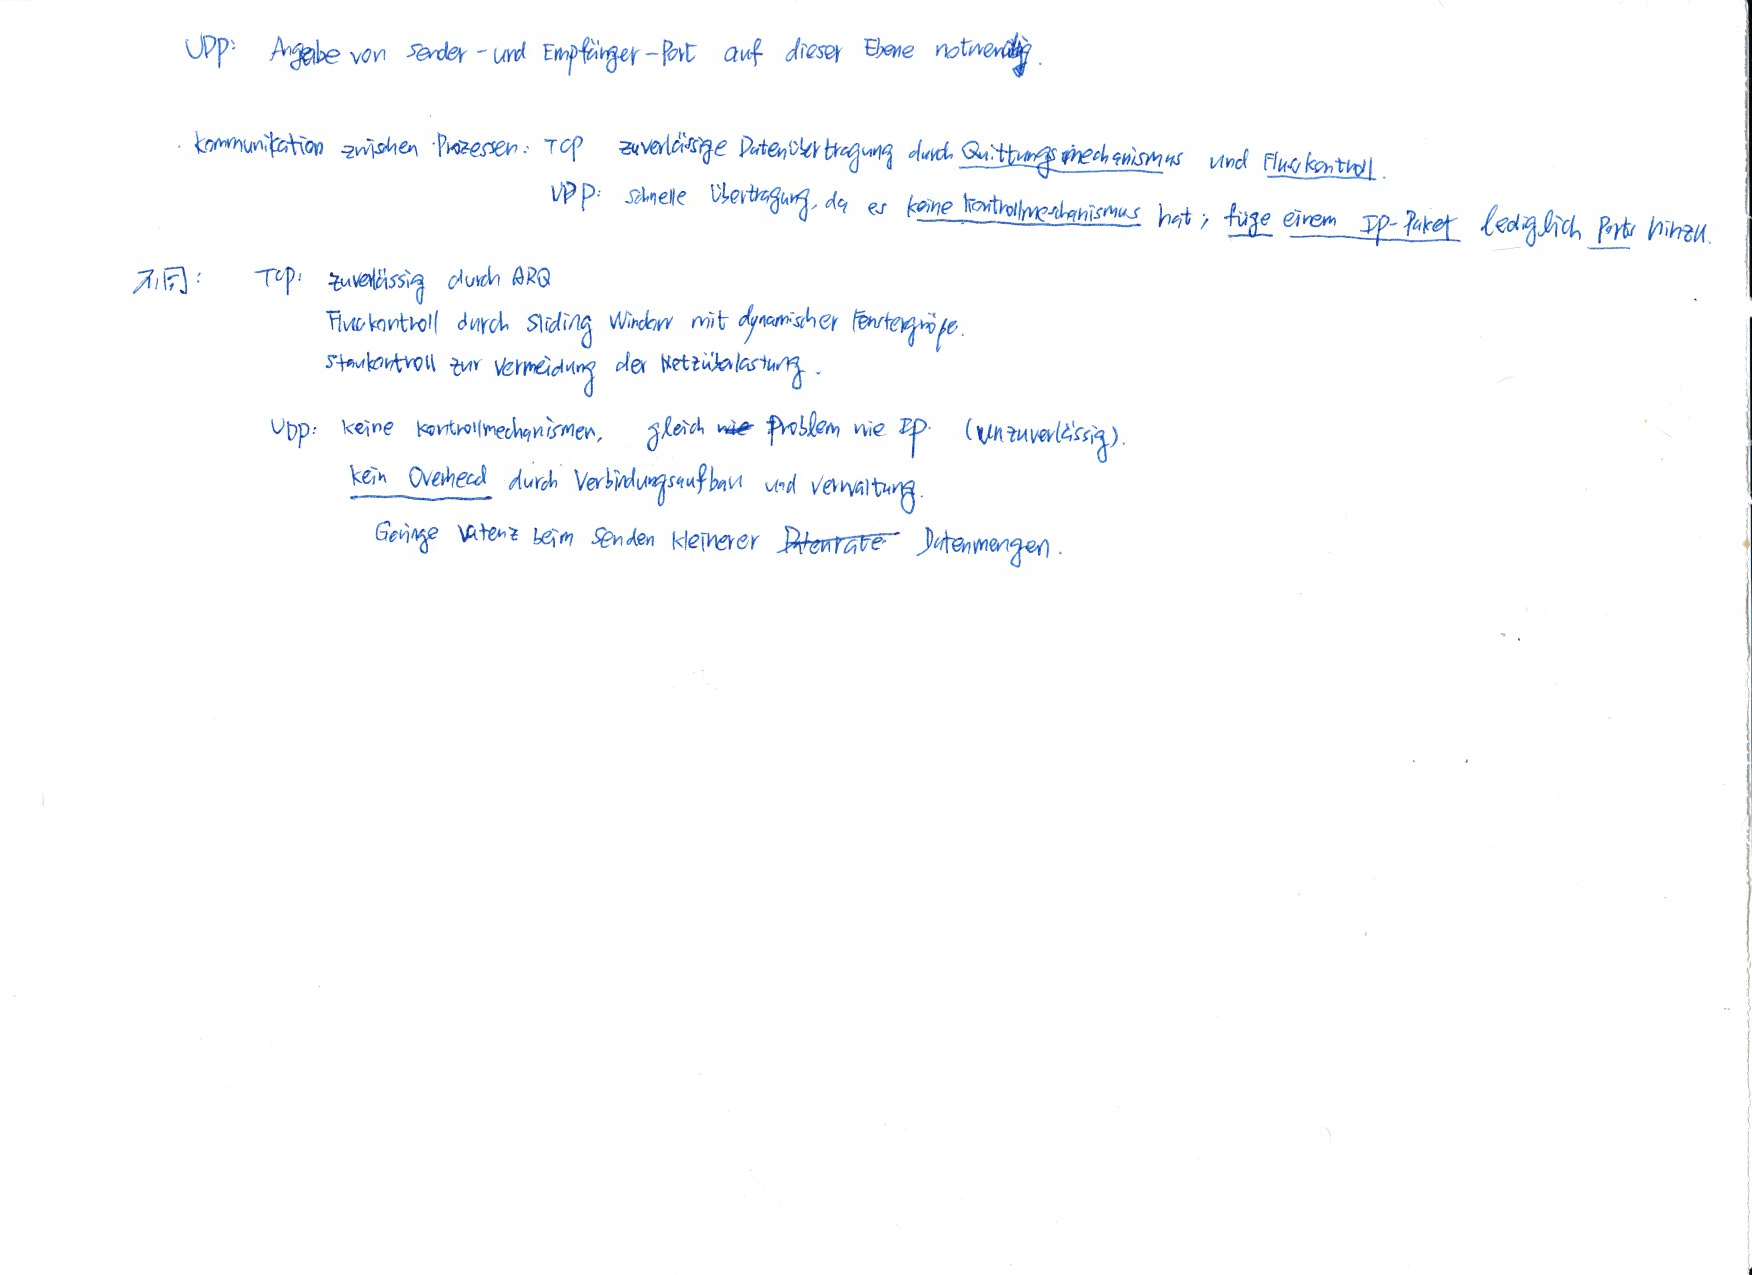 UDP: Angabe von Sender-und Empfänger-Port auf dieser Ebene notwendig.
· Kommunikation zwischen Prozessen: TCP zuverlässige Datenübertragung durch Quittungsmechanismus und Flusskontroll.
UDP: schnelle Übertragung, da es keine Kontrollmechanismus hat; füge einem IP-Paket lediglich Ports hinzu.
不同: TCP: zuverlässig durch ARQ
Flusskontroll durch Sliding Window mit dynamischer Fenstergröße.
Staukontroll zur Vermeidung der Netzüberlastung.
UDP: keine Kontrollmechanismen, gleich wie Problem wie IP. (unzuverlässig).
kein Overhead durch Verbindungsaufbau und verwaltung.
Geringe Latenz beim Senden kleinerer Datenrate Datenmengen.